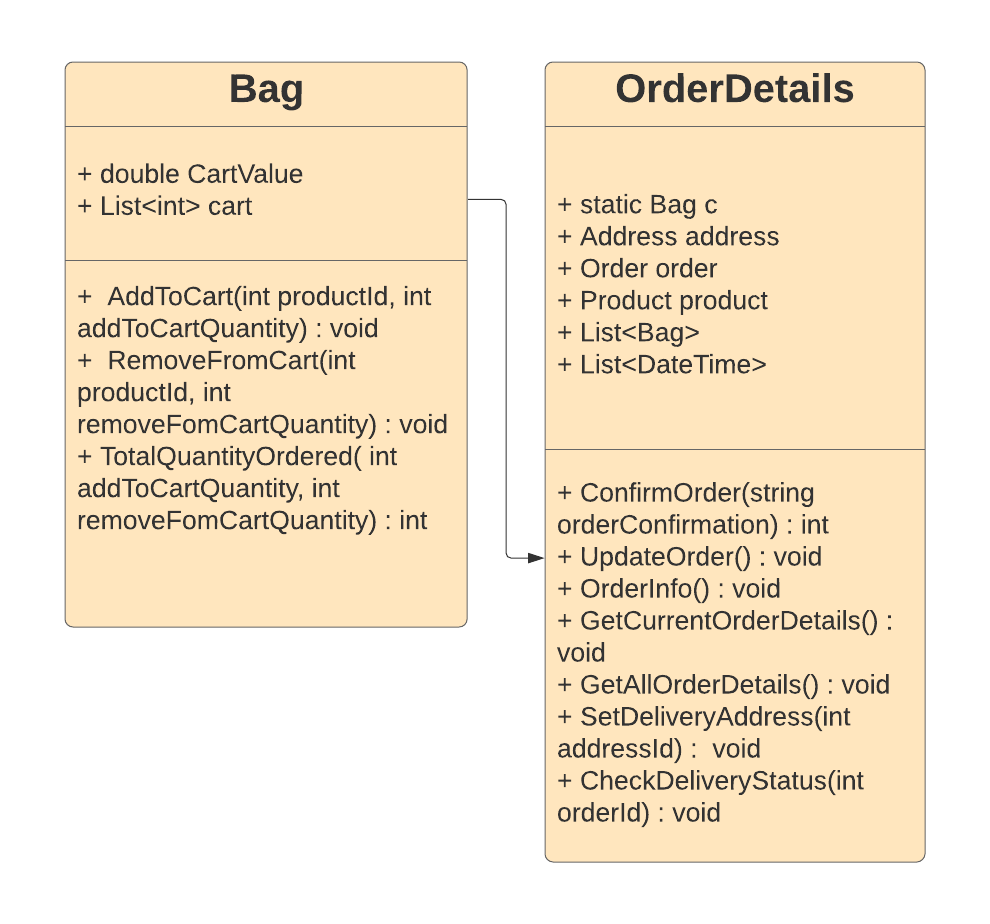 Bag
+ double CartValue
+ List<int> cart
+  AddToCart(int productId, int
addToCartQuantity) : void
+  RemoveFromCart(int
productId, int
removeFomCartQuantity) : void
+ TotalQuantityOrdered( int
addToCartQuantity, int
removeFomCartQuantity) : int
OrderDetails
+ static Bag c
+ Address address
+ Order order
+ Product product
+ List<Bag>
+ List<DateTime>
+ ConfirmOrder(string
orderConfirmation) : int
+ UpdateOrder() : void
+ OrderInfo() : void
+ GetCurrentOrderDetails() :
void
+ GetAllOrderDetails() : void
+ SetDeliveryAddress(int
addressId) :  void
+ CheckDeliveryStatus(int
orderId) : void